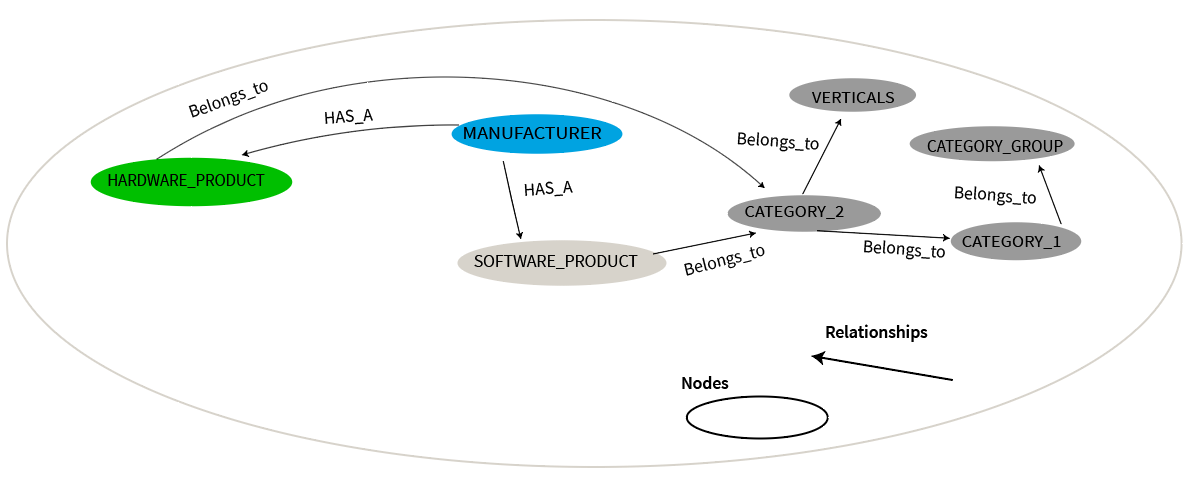 Belongs_to
HAS_A
MANUFACTURER
VERTICALS
Belongs_to
CATEGORY_GROUP
HARDWARE_PRODUCT
HAS_A
Belongs_to
CATEGORY_2
CATEGORY_1
SOFTWARE_PRODUCT
Belongs_to
Belongs_to
Relationships
Nodes